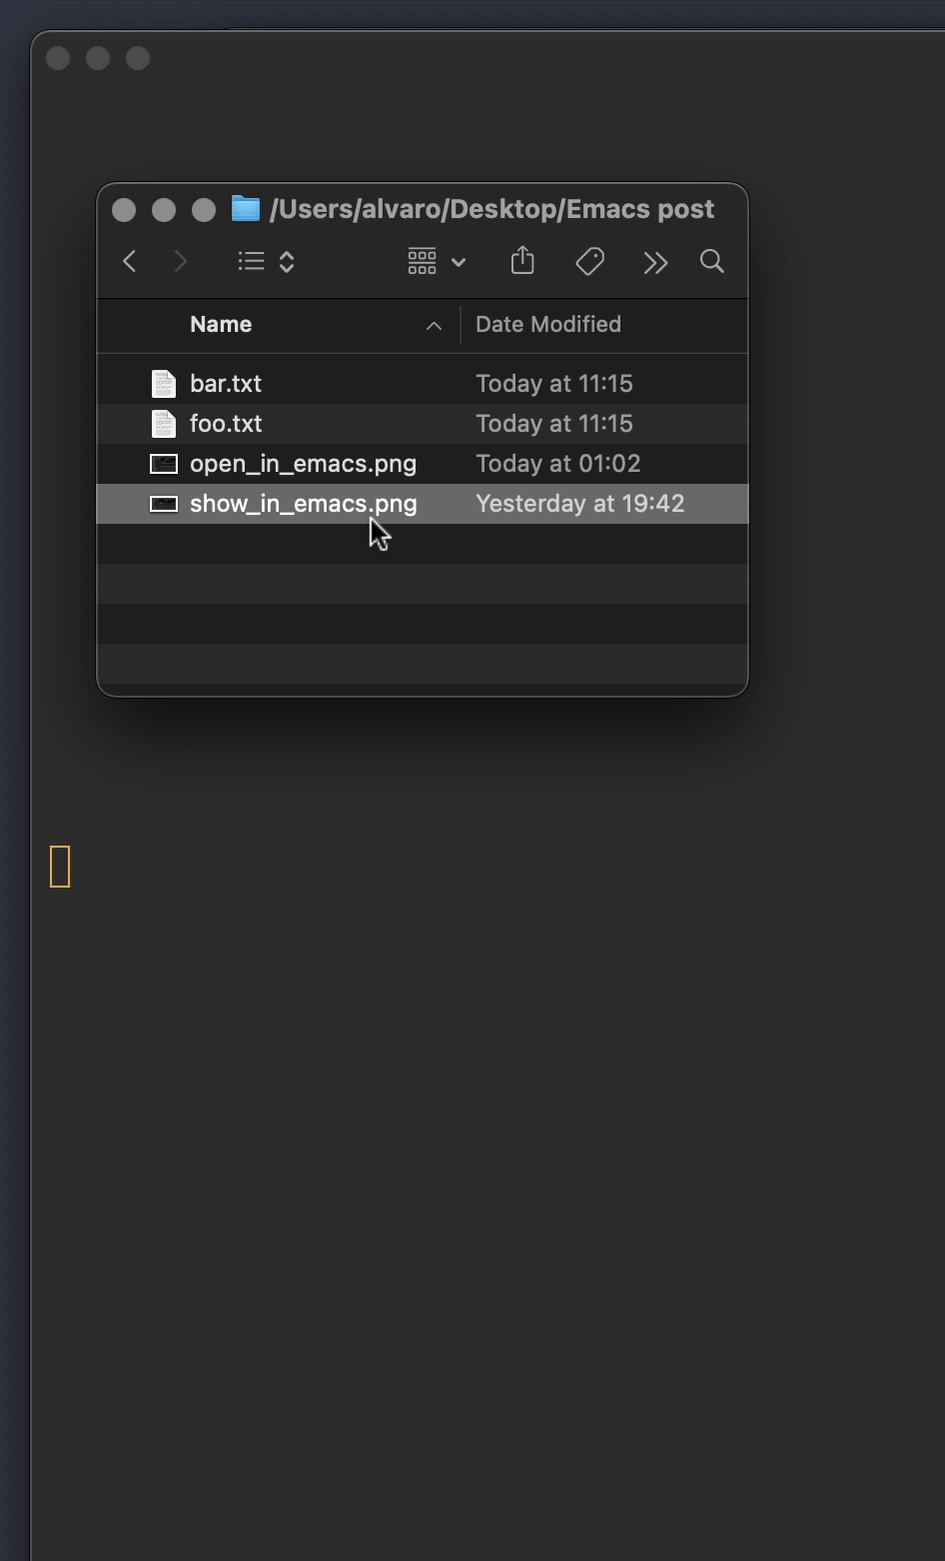 /Users/alvaro/Desktop/Emacs post
Name Date Modified
bar.txt Today at 11:15
foo.txt Today at 11:15
open_in_emacs.png Today at 01:02
show_in_emacs.png Yesterday at 19:42